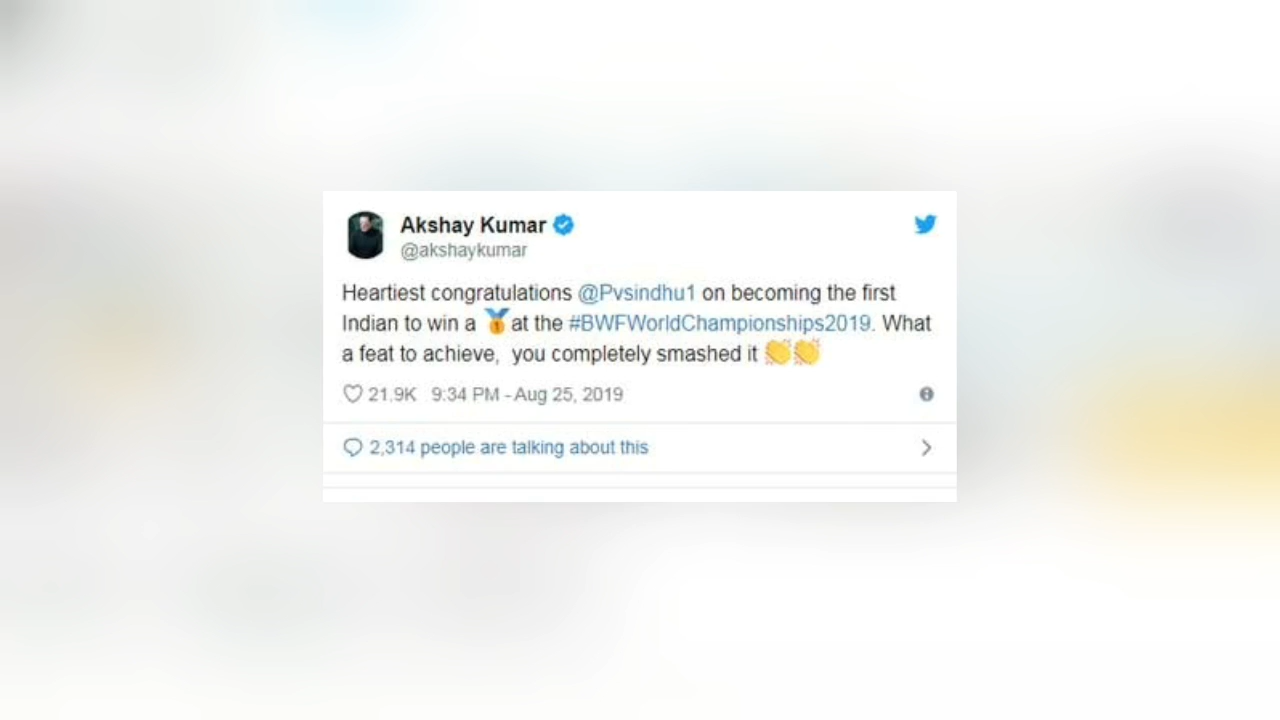 Akshay Kumar
@akshaykumar
Heartiest congratulations @Pvsindhu1 on becoming the first
Indian to win a 🏅at the #BWFWorldChampionships2019. What
a feat to achieve,  you completely smashed it 👏👏
21.9K 9:34 PM - Aug 25, 2019
2,314 people are talking about this